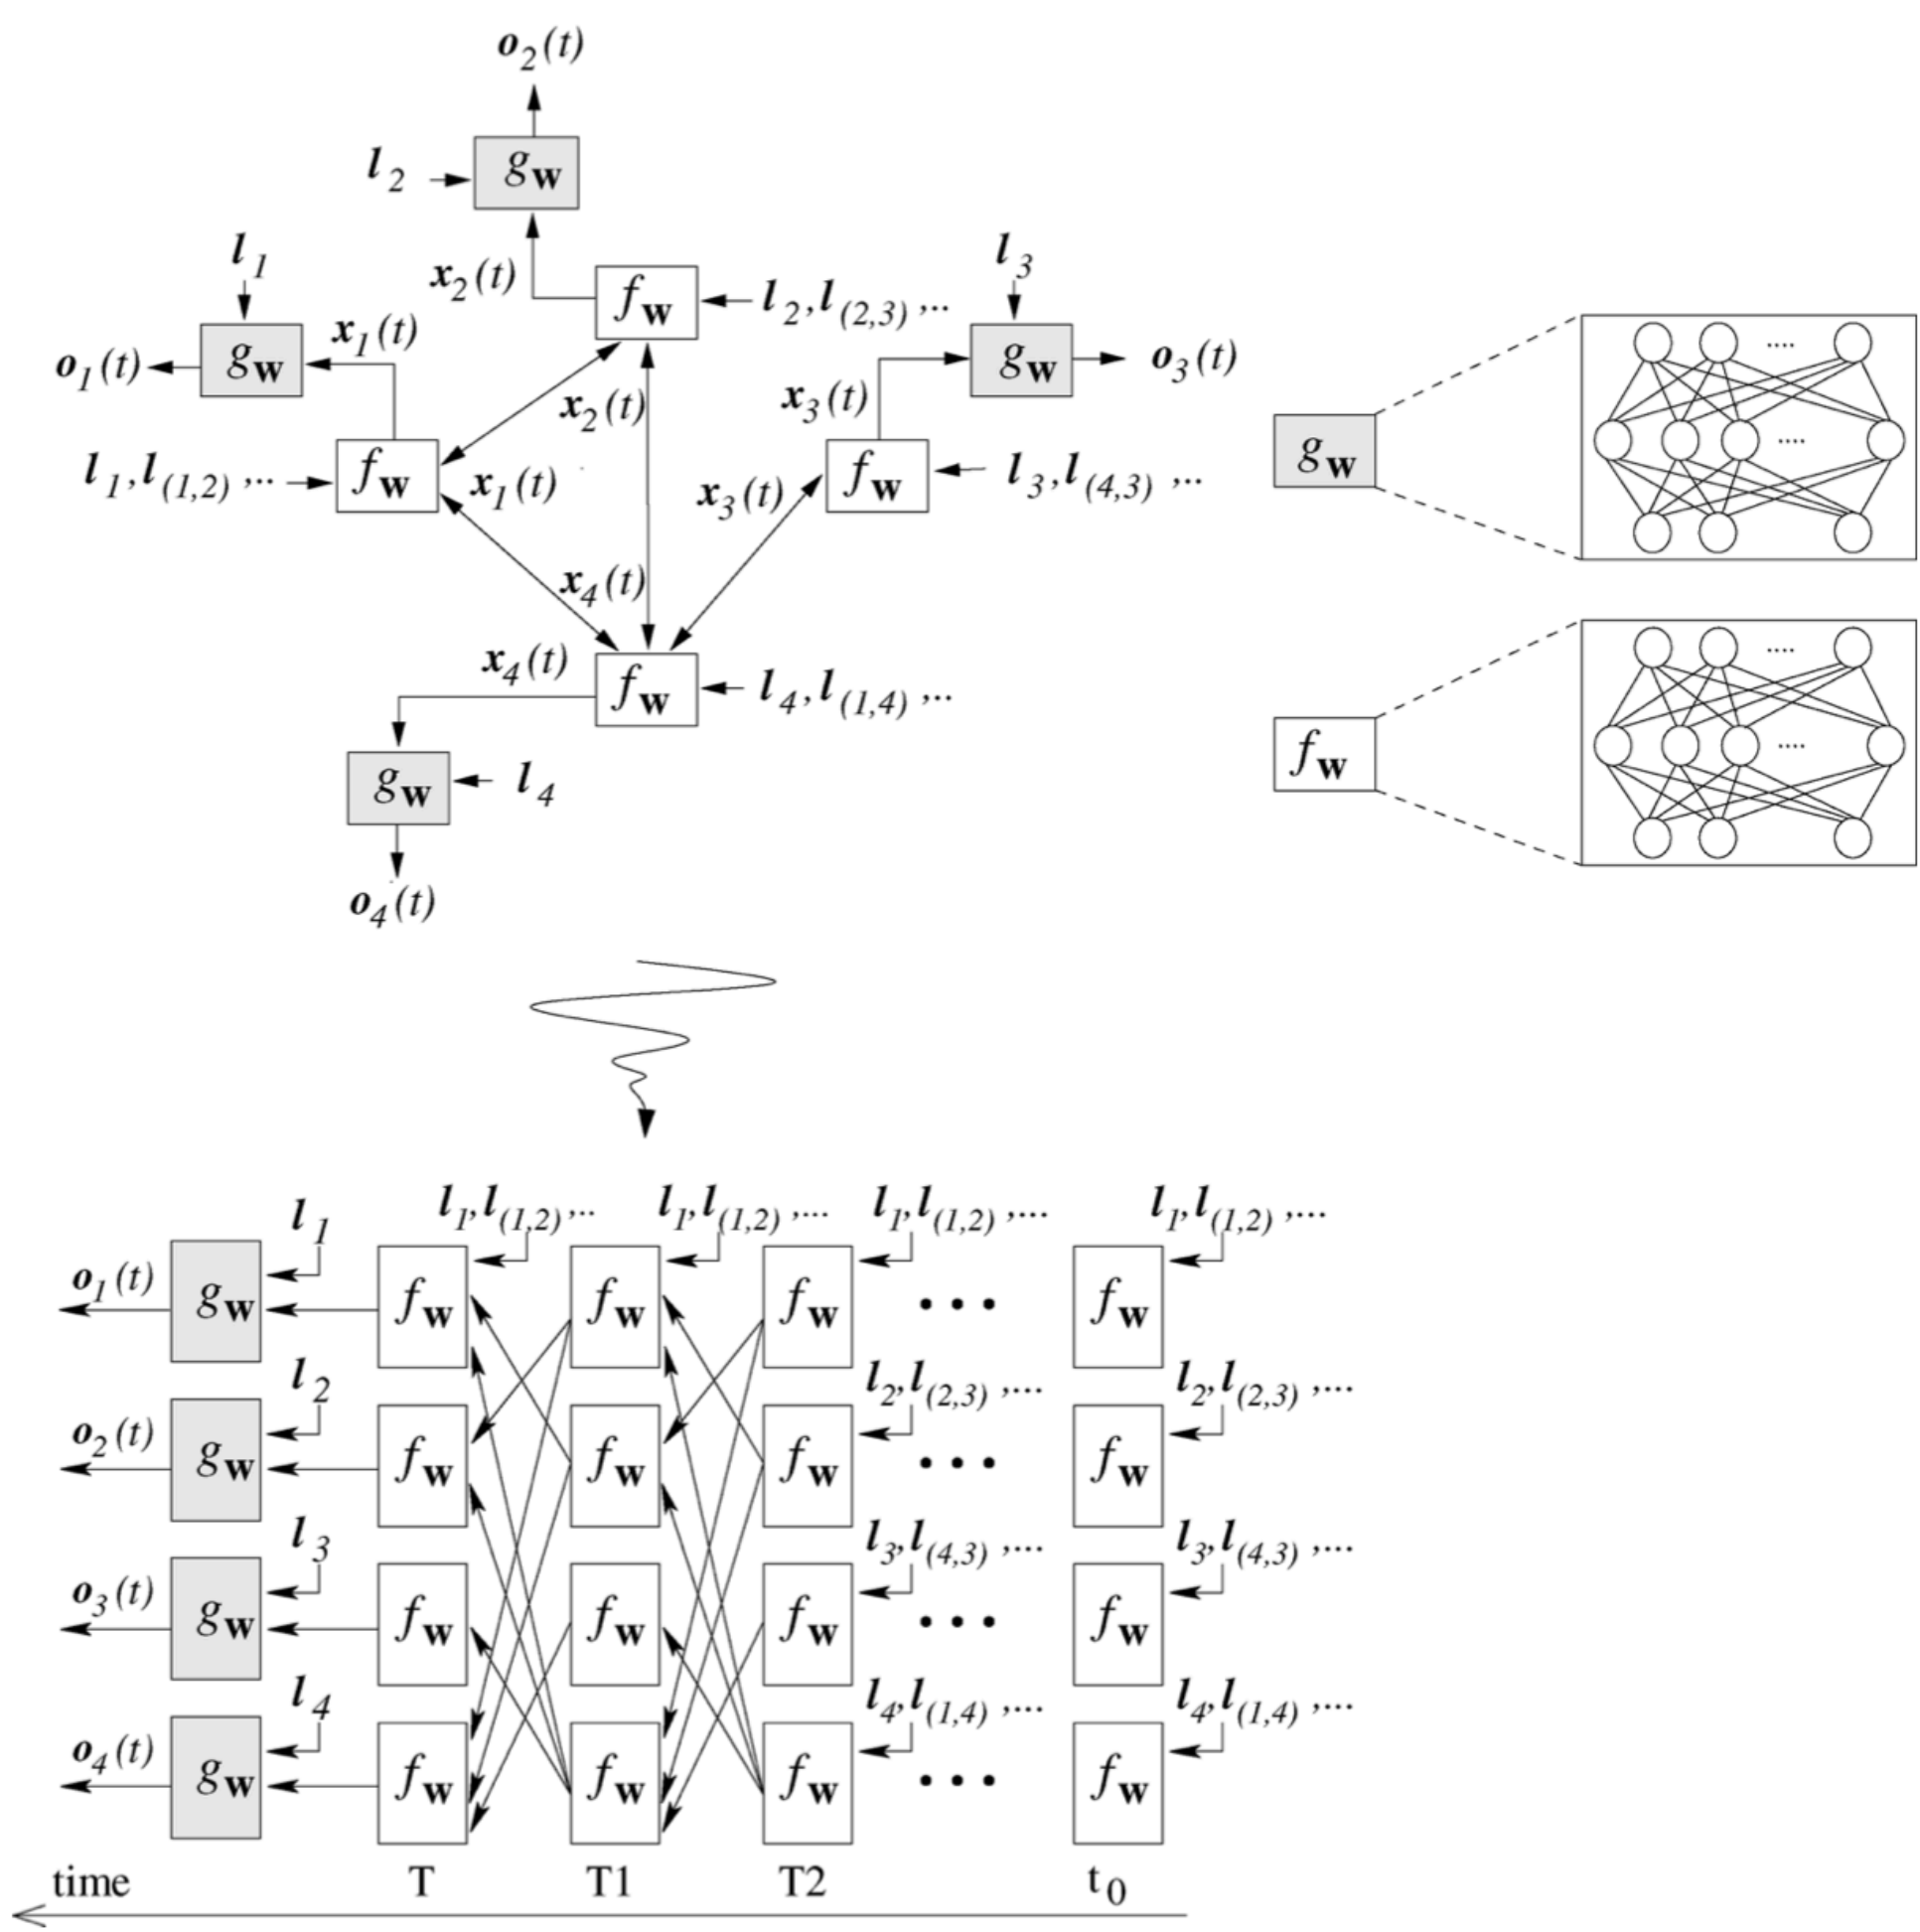 o2(t)
l2 gw
l1 x2(t) fw l2,l(2,3),.. l3
o1(t) gw x1(t) gw o3(t)
x2(t) x3(t)
l1,l(1,2),.. fw x1(t) x3(t) fw l3,l(4,3),.. gw ....
....
x4(t)
x4(t) fw l4,l(1,4),.. ....
gw l4 fw ....
o4(t)
l1 l1,l(1,2),.. l1,l(1,2),... l1,l(1,2),... l1,l(1,2),...
o1(t) gw fw fw fw ... fw
l2 l2,l(2,3),... l2,l(2,3),...
o2(t) gw fw fw fw ... fw
l3 l3,l(4,3),... l3,l(4,3),...
o3(t) gw fw fw fw ... fw
l4 l4,l(1,4),... l4,l(1,4),...
o4(t) gw fw fw fw ... fw
time T T1 T2 t0